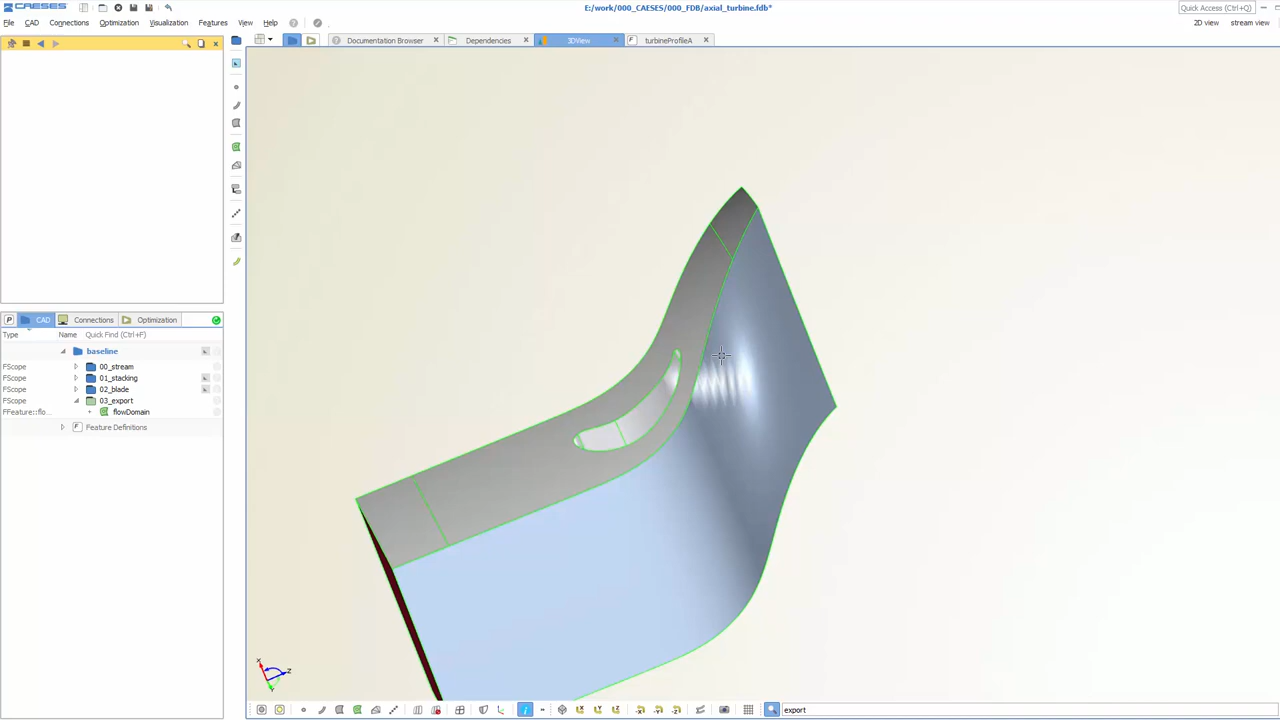 E:/work/000_CAESES/000_FDB/axial_turbine.fdb*
Quick Access (Ctrl+Q)
CAESES
File CAD Connections Optimization Visualization Features View Help
2D view stream view
Documentation Browser Dependencies 3DView turbineProfileA
P CAD Connections Optimization
Type Name Quick Find (Ctrl+F)
baseline
FScope 00_stream
FScope 01_stacking
FScope 02_blade
FScope 03_export
FFeature::flo... flowDomain
F Feature Definitions
X
Z
Y
export